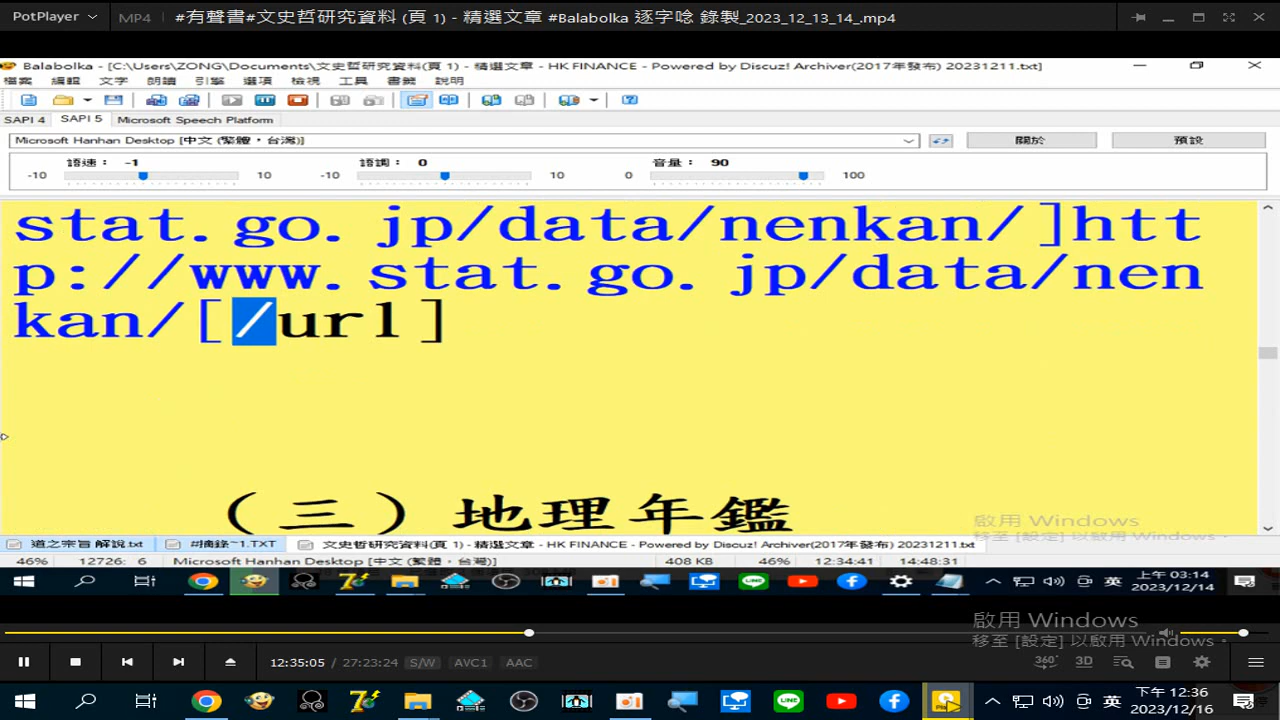 PotPlayer MP4 #有聲書#文史哲研究資料 (頁 1) - 精選文章 #Balabolka 逐字唸 錄製_2023_12_13_14_.mp4
Balabolka - [C:\Users\ZONG\Documents\文史哲研究資料(頁 1) - 精選文章 - HK FINANCE - Powered by Discuz! Archiver(2017年發布) 20231211.txt]
檔案 編輯 文字 朗讀 引擎 選項 檢視 工具 書籤 說明
SAPI 4 SAPI 5 Microsoft Speech Platform
Microsoft Hanhan Desktop [中文 (繁體，台灣)]
關於 預設
語速： -1 語調： 0 音量： 90
-10 10 -10 10 0 100
stat.go.jp/data/nenkan/]htt
p://www.stat.go.jp/data/nen
kan/[/url]
（三）地理年鑑
啟用 Windows
移至 [設定] 以啟用 Windows。
道之宗旨 解說.txt #摘錄~1.TXT 文史哲研究資料(頁 1) - 精選文章 - HK FINANCE - Powered by Discuz! Archiver(2017年發布) 20231211.txt
46% 12726: 6 Microsoft Hanhan Desktop [中文 (繁體，台灣)] 408 KB 46% 12:34:41 14:48:31
英 上午 03:14
2023/12/14
啟用 Windows
移至 [設定] 以啟用 Windows。
12:35:05 / 27:23:24 S/W AVC1 AAC 360° 3D
英 下午 12:36
2023/12/16